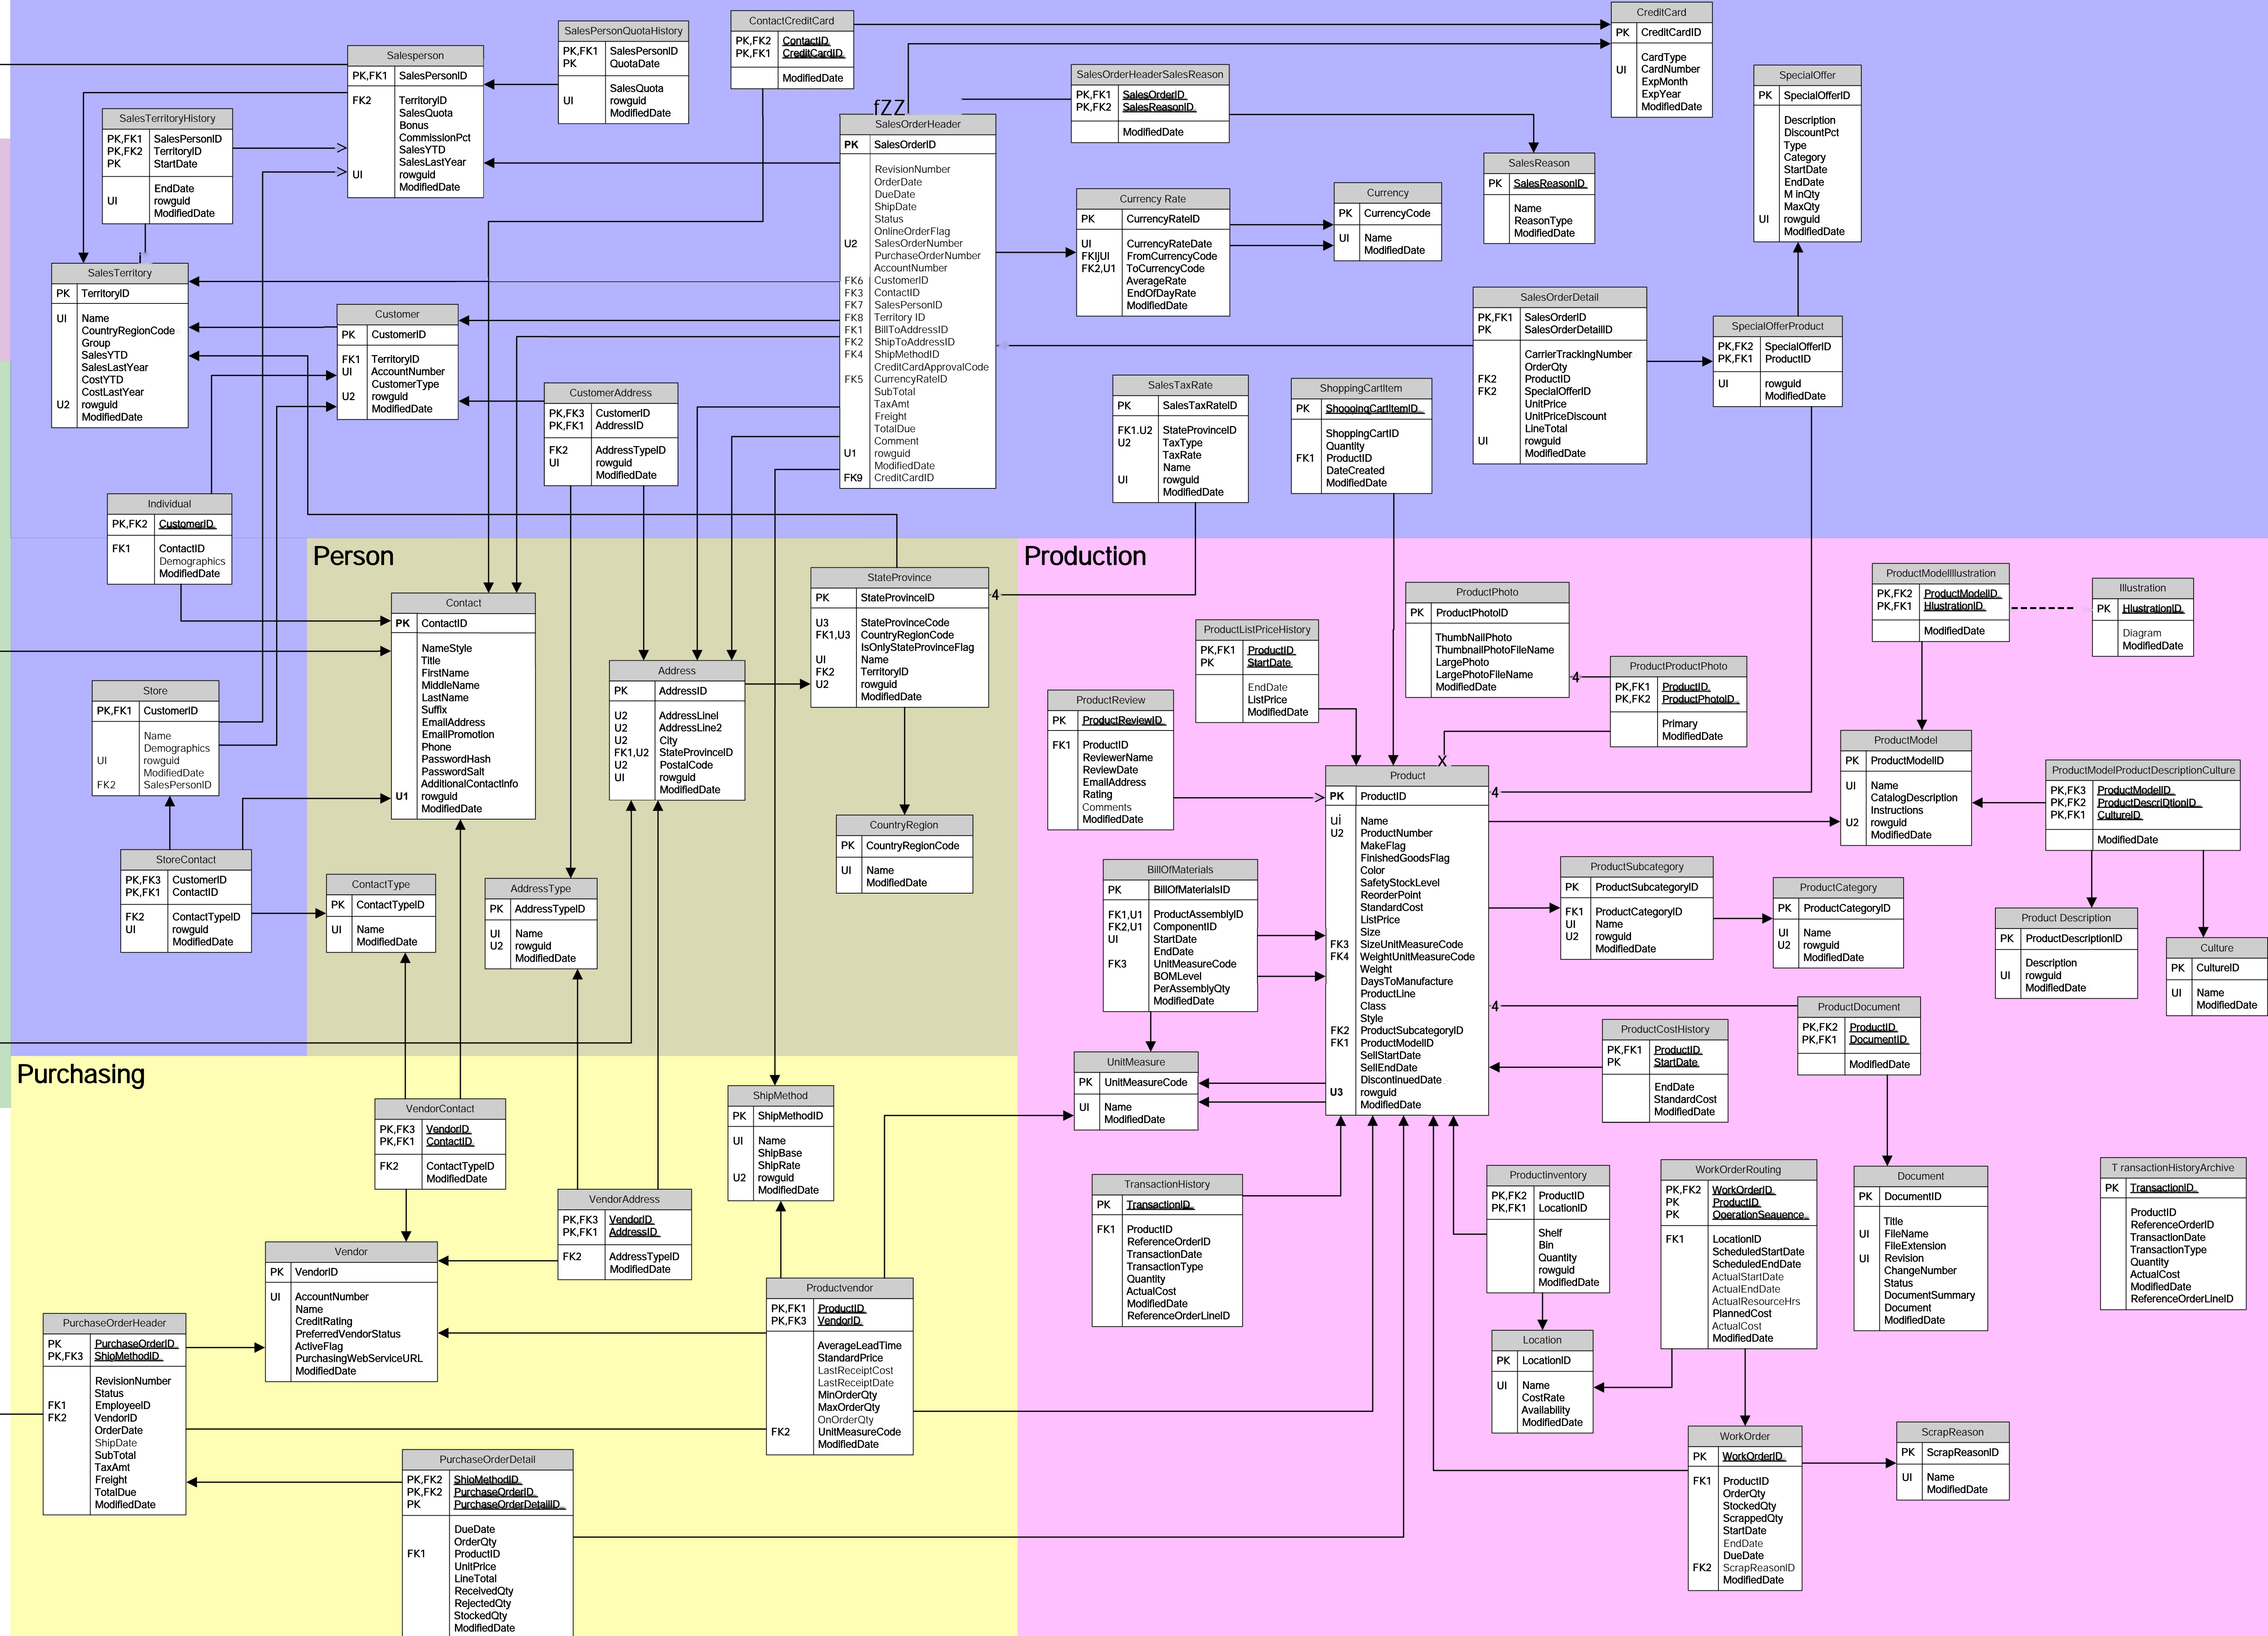 Salesperson
PK,FK1 SalesPersonID
FK2 TerritoryID
SalesQuota
Bonus
CommissionPct
SalesYTD
SalesLastYear
UI rowguid
ModifiedDate
SalesPersonQuotaHistory
PK,FK1 SalesPersonID
PK QuotaDate
SalesQuota
UI rowguid
ModifiedDate
ContactCreditCard
PK,FK2 ContactID
PK,FK1 CreditCardID
ModifiedDate
CreditCard
PK CreditCardID
CardType
UI CardNumber
ExpMonth
ExpYear
ModifiedDate
SalesOrderHeaderSalesReason
PK,FK1 SalesOrderID
PK,FK2 SalesReasonID
ModifiedDate
SpecialOffer
PK SpecialOfferID
Description
DiscountPct
Type
Category
StartDate
EndDate
M inQty
MaxQty
UI rowguid
ModifiedDate
SalesTerritoryHistory
PK,FK1 SalesPersonID
PK,FK2 TerritoryID
PK StartDate
EndDate
UI rowguid
ModifiedDate
fZZ
SalesOrderHeader
PK SalesOrderID
RevisionNumber
OrderDate
DueDate
ShipDate
Status
OnlineOrderFlag
U2 SalesOrderNumber
PurchaseOrderNumber
AccountNumber
FK6 CustomerID
FK3 ContactID
FK7 SalesPersonID
FK8 Territory ID
FK1 BillToAddressID
FK2 ShipToAddressID
FK4 ShipMethodID
CreditCardApprovalCode
FK5 CurrencyRateID
SubTotal
TaxAmt
Freight
TotalDue
Comment
U1 rowguid
ModifiedDate
FK9 CreditCardID
SalesReason
PK SalesReasonID
Name
ReasonType
ModifiedDate
Currency Rate
PK CurrencyRateID
UI CurrencyRateDate
FKIjUI FromCurrencyCode
FK2,U1 ToCurrencyCode
AverageRate
EndOfDayRate
ModifiedDate
Currency
PK CurrencyCode
UI Name
ModifiedDate
SalesTerritory
PK TerritoryID
UI Name
CountryRegionCode
Group
SalesYTD
SalesLastYear
CostYTD
CostLastYear
U2 rowguid
ModifiedDate
Customer
PK CustomerID
FK1 TerritoryID
UI AccountNumber
CustomerType
U2 rowguid
ModifiedDate
SalesOrderDetail
PK,FK1 SalesOrderID
PK SalesOrderDetailID
CarrierTrackingNumber
OrderQty
FK2 ProductID
FK2 SpecialOfferID
UnitPrice
UnitPriceDiscount
LineTotal
UI rowguid
ModifiedDate
SpecialOfferProduct
PK,FK2 SpecialOfferID
PK,FK1 ProductID
UI rowguid
ModifiedDate
CustomerAddress
PK,FK3 CustomerID
PK,FK1 AddressID
FK2 AddressTypeID
UI rowguid
ModifiedDate
SalesTaxRate
PK SalesTaxRateID
FK1.U2 StateProvinceID
U2 TaxType
TaxRate
Name
UI rowguid
ModifiedDate
ShoppingCartItem
PK ShoooinqCartItemID
ShoppingCartID
Quantity
FK1 ProductID
DateCreated
ModifiedDate
Individual
PK,FK2 CustomerID
FK1 ContactID
Demographics
ModifiedDate
Person
Production
StateProvince
PK StateProvinceID
4
U3 StateProvinceCode
FK1,U3 CountryRegionCode
IsOnlyStateProvinceFlag
UI Name
FK2 TerritoryID
U2 rowguid
ModifiedDate
Contact
PK ContactID
NameStyle
Title
FirstName
MiddleName
LastName
Suffix
EmailAddress
EmailPromotion
Phone
PasswordHash
PasswordSalt
AdditionalContactInfo
U1 rowguid
ModifiedDate
Address
PK AddressID
U2 AddressLinel
U2 AddressLine2
U2 City
FK1,U2 StateProvinceID
U2 PostalCode
UI rowguid
ModifiedDate
Store
PK,FK1 CustomerID
Name
Demographics
UI rowguid
ModifiedDate
FK2 SalesPersonID
CountryRegion
PK CountryRegionCode
UI Name
ModifiedDate
StoreContact
PK,FK3 CustomerID
PK,FK1 ContactID
FK2 ContactTypeID
UI rowguid
ModifiedDate
ContactType
PK ContactTypeID
UI Name
ModifiedDate
AddressType
PK AddressTypeID
UI Name
U2 rowguid
ModifiedDate
ProductPhoto
PK ProductPhotoID
ThumbNailPhoto
ThumbnailPhotoFileName
LargePhoto
LargePhotoFileName
ModifiedDate
4
ProductModelIllustration
PK,FK2 ProductModelID
PK,FK1 HlustrationID
ModifiedDate
Illustration
PK HlustrationID
Diagram
ModifiedDate
ProductListPriceHistory
PK,FK1 ProductID
PK StartDate
EndDate
ListPrice
ModifiedDate
ProductProductPhoto
PK,FK1 ProductID
PK,FK2 ProductPhotoID
Primary
ModifiedDate
ProductReview
PK ProductReviewID
FK1 ProductID
ReviewerName
ReviewDate
EmailAddress
Rating
Comments
ModifiedDate
X
Product
PK ProductID
4
ui Name
U2 ProductNumber
MakeFlag
FinishedGoodsFlag
Color
SafetyStockLevel
ReorderPoint
StandardCost
ListPrice
Size
FK3 SizeUnitMeasureCode
FK4 WeightUnitMeasureCode
Weight
DaysToManufacture
ProductLine
4
Class
Style
FK2 ProductSubcategoryID
FK1 ProductModelID
SellStartDate
SellEndDate
DiscontinuedDate
U3 rowguid
ModifiedDate
ProductModel
PK ProductModelID
UI Name
CatalogDescription
Instructions
U2 rowguid
ModifiedDate
ProductModelProductDescriptionCulture
PK,FK3 ProductModelID
PK,FK2 ProductDescriDtionID
PK,FK1 CultureID
ModifiedDate
BillOfMaterials
PK BillOfMaterialsID
FK1,U1 ProductAssemblyID
FK2,U1 ComponentID
UI StartDate
EndDate
FK3 UnitMeasureCode
BOMLevel
PerAssemblyQty
ModifiedDate
ProductSubcategory
PK ProductSubcategoryID
FK1 ProductCategoryID
UI Name
U2 rowguid
ModifiedDate
ProductCategory
PK ProductCategoryID
UI Name
U2 rowguid
ModifiedDate
Product Description
PK ProductDescriptionID
Description
UI rowguid
ModifiedDate
Culture
PK CultureID
UI Name
ModifiedDate
ProductDocument
PK,FK2 ProductID
PK,FK1 DocumentID
ModifiedDate
ProductCostHistory
PK,FK1 ProductID
PK StartDate
EndDate
StandardCost
ModifiedDate
UnitMeasure
PK UnitMeasureCode
UI Name
ModifiedDate
Purchasing
VendorContact
PK,FK3 VendorID
PK,FK1 ContactID
FK2 ContactTypeID
ModifiedDate
ShipMethod
PK ShipMethodID
UI Name
ShipBase
ShipRate
U2 rowguid
ModifiedDate
VendorAddress
PK,FK3 VendorID
PK,FK1 AddressID
FK2 AddressTypeID
ModifiedDate
Vendor
PK VendorID
UI AccountNumber
Name
CreditRating
PreferredVendorStatus
ActiveFlag
PurchasingWebServiceURL
ModifiedDate
Productvendor
PK,FK1 ProductID
PK,FK3 VendorID
AverageLeadTime
StandardPrice
LastReceiptCost
LastReceiptDate
MinOrderQty
MaxOrderQty
OnOrderQty
FK2 UnitMeasureCode
ModifiedDate
PurchaseOrderHeader
PK PurchaseOrderID
PK,FK3 ShioMethodID
RevisionNumber
Status
FK1 EmployeeID
FK2 VendorID
OrderDate
ShipDate
SubTotal
TaxAmt
Freight
TotalDue
ModifiedDate
PurchaseOrderDetail
PK,FK2 ShioMethodID
PK,FK2 PurchaseOrderID
PK PurchaseOrderDetailID
DueDate
OrderQty
FK1 ProductID
UnitPrice
LineTotal
ReceivedQty
RejectedQty
StockedQty
ModifiedDate
TransactionHistory
PK TransactionID
FK1 ProductID
ReferenceOrderID
TransactionDate
TransactionType
Quantity
ActualCost
ModifiedDate
ReferenceOrderLineID
Productinventory
PK,FK2 ProductID
PK,FK1 LocationID
Shelf
Bin
Quantity
rowguid
ModifiedDate
WorkOrderRouting
PK,FK2 WorkOrderID
PK ProductID
PK OoerationSeauence
FK1 LocationID
ScheduledStartDate
ScheduledEndDate
ActualStartDate
ActualEndDate
ActualResourceHrs
PlannedCost
ActualCost
ModifiedDate
Document
PK DocumentID
Title
UI FileName
FileExtension
UI Revision
ChangeNumber
Status
DocumentSummary
Document
ModifiedDate
T ransactionHistoryArchive
PK TransactionID
ProductID
ReferenceOrderID
TransactionDate
TransactionType
Quantity
ActualCost
ModifiedDate
ReferenceOrderLineID
Location
PK LocationID
UI Name
CostRate
Availability
ModifiedDate
WorkOrder
PK WorkOrderID
FK1 ProductID
OrderQty
StockedQty
ScrappedQty
StartDate
EndDate
DueDate
FK2 ScrapReasonID
ModifiedDate
ScrapReason
PK ScrapReasonID
UI Name
ModifiedDate